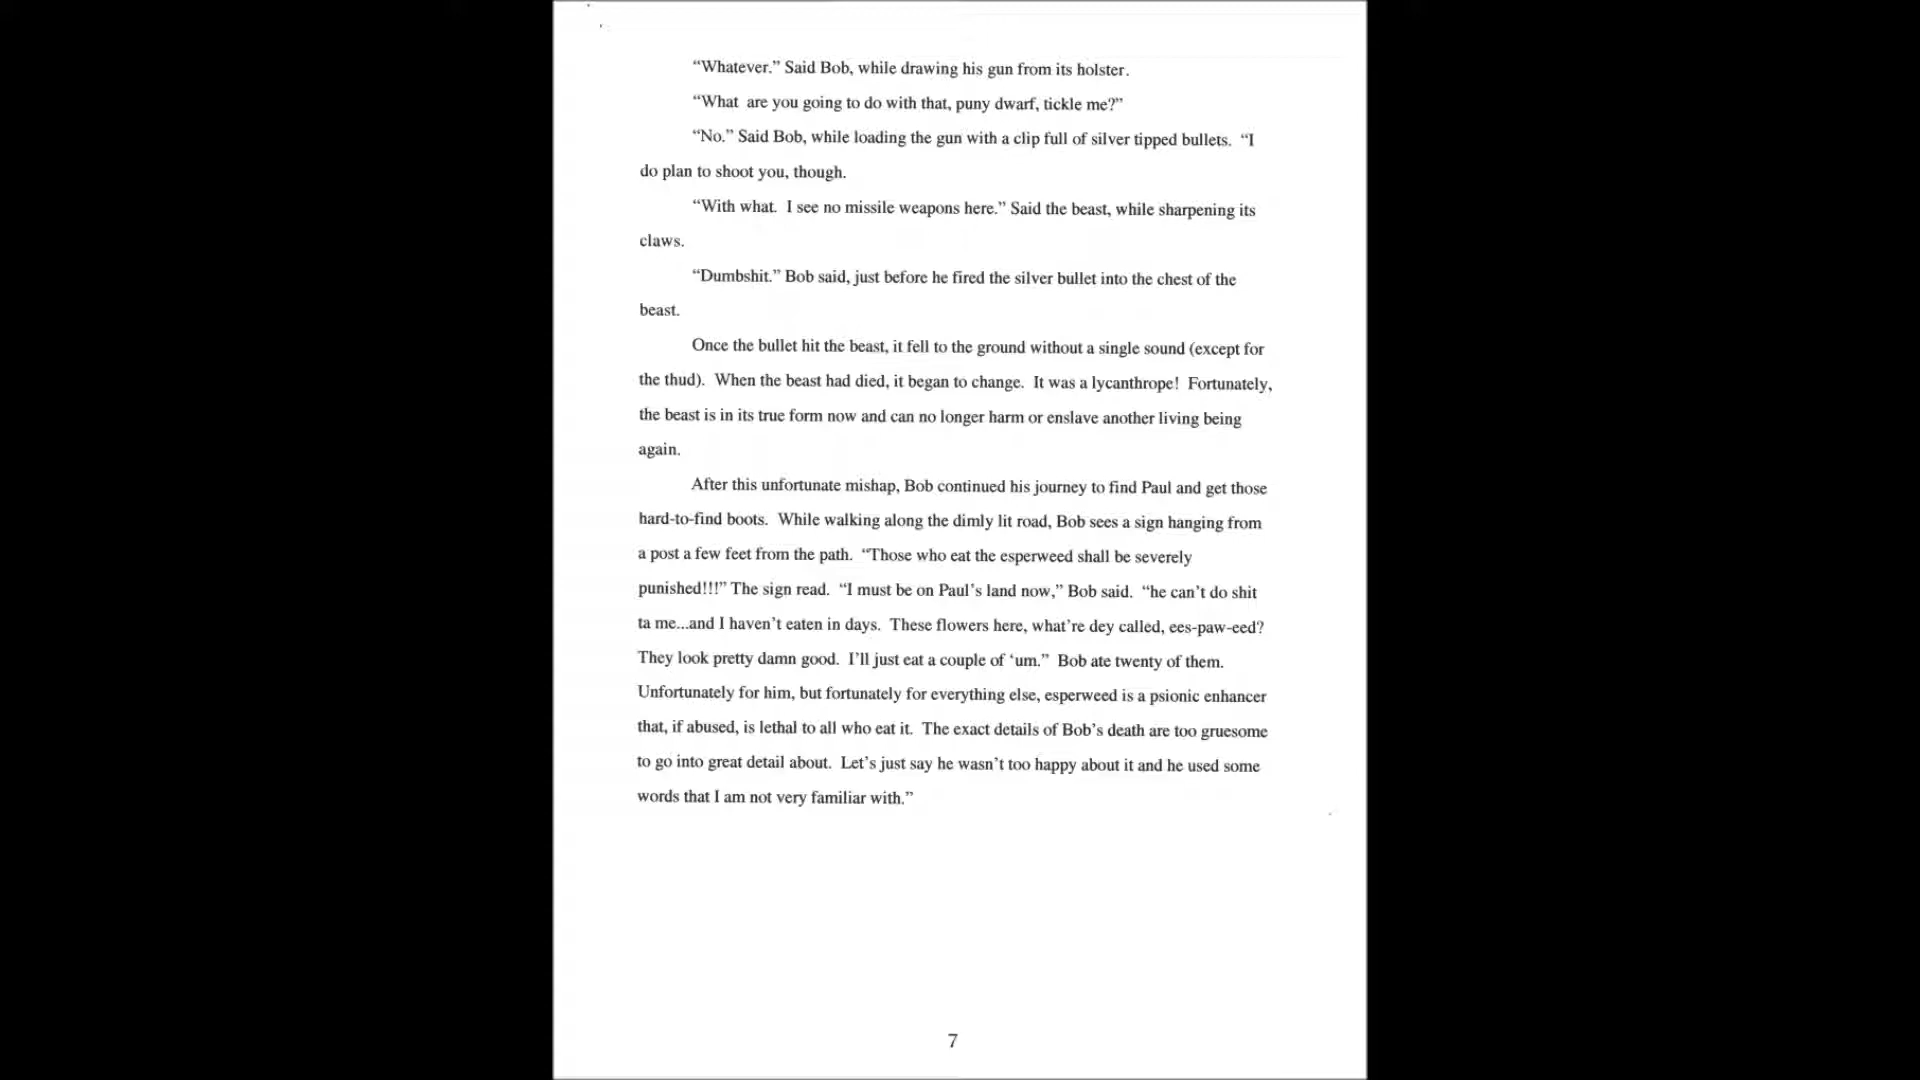 “Whatever.” Said Bob, while drawing his gun from its holster.
“What  are you going to do with that, puny dwarf, tickle me?”
“No.” Said Bob, while loading the gun with a clip full of silver tipped bullets.  “I
do plan to shoot you, though.
“With what.  I see no missile weapons here.” Said the beast, while sharpening its
claws.
“Dumbshit.” Bob said, just before he fired the silver bullet into the chest of the
beast.
Once the bullet hit the beast, it fell to the ground without a single sound (except for
the thud).  When the beast had died, it began to change.  It was a lycanthrope!  Fortunately,
the beast is in its true form now and can no longer harm or enslave another living being
again.
After this unfortunate mishap, Bob continued his journey to find Paul and get those
hard-to-find boots.  While walking along the dimly lit road, Bob sees a sign hanging from
a post a few feet from the path.  “Those who eat the esperweed shall be severely
punished!!!” The sign read.  “I must be on Paul’s land now,” Bob said.  “he can’t do shit
ta me...and I haven’t eaten in days.  These flowers here, what’re dey called, ees-paw-eed?
They look pretty damn good.  I’ll just eat a couple of ‘um.”  Bob ate twenty of them.
Unfortunately for him, but fortunately for everything else, esperweed is a psionic enhancer
that, if abused, is lethal to all who eat it.  The exact details of Bob’s death are too gruesome
to go into great detail about.  Let’s just say he wasn’t too happy about it and he used some
words that I am not very familiar with.”
7